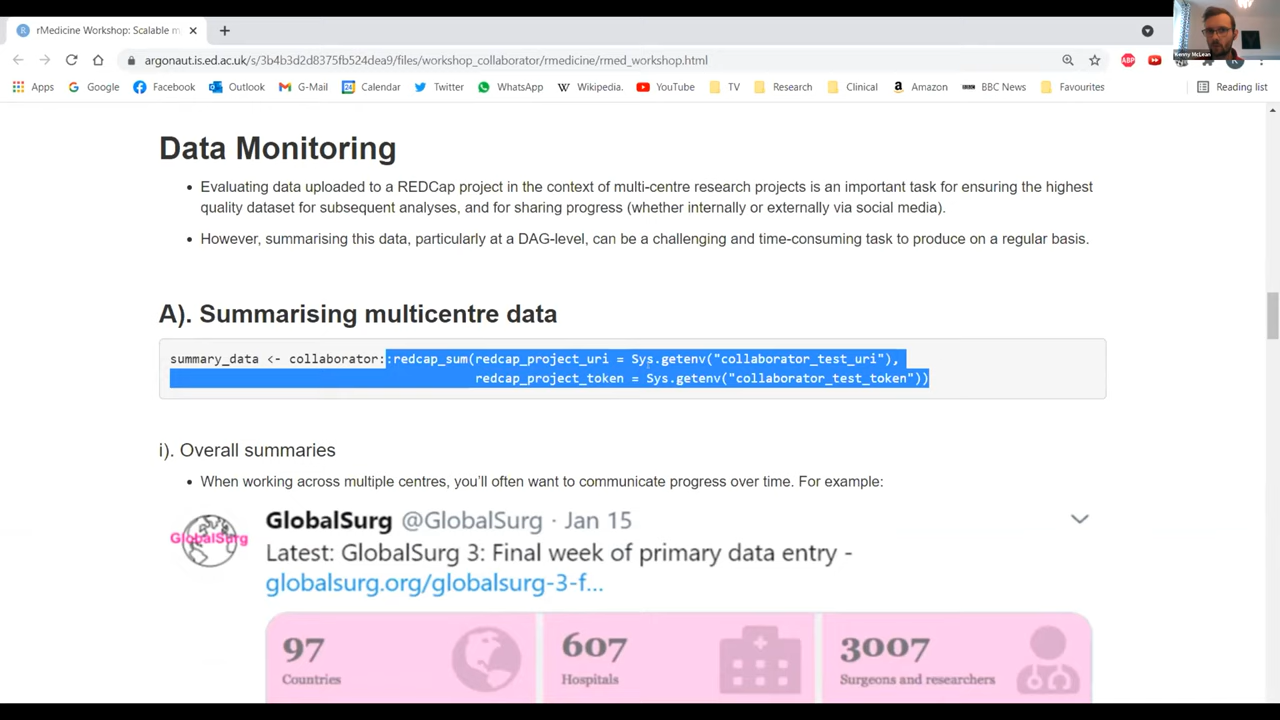 rMedicine Workshop: Scalable m
Kenny McLean
argonaut.is.ed.ac.uk/s/3b4b3d2d8375fb524dea9/files/workshop_collaborator/rmedicine/rmed_workshop.html
ABP
Apps Google Facebook Outlook G-Mail Calendar Twitter WhatsApp Wikipedia. YouTube TV Research Clinical Amazon BBC News Favourites Reading list
Data Monitoring
• Evaluating data uploaded to a REDCap project in the context of multi-centre research projects is an important task for ensuring the highest
quality dataset for subsequent analyses, and for sharing progress (whether internally or externally via social media).
• However, summarising this data, particularly at a DAG-level, can be a challenging and time-consuming task to produce on a regular basis.
A). Summarising multicentre data
summary_data <- collaborator::redcap_sum(redcap_project_uri = Sys.getenv("collaborator_test_uri"),
redcap_project_token = Sys.getenv("collaborator_test_token"))
i). Overall summaries
• When working across multiple centres, you’ll often want to communicate progress over time. For example:
GlobalSurg
GlobalSurg @GlobalSurg · Jan 15
Latest: GlobalSurg 3: Final week of primary data entry -
globalsurg.org/globalsurg-3-f...
97 607 3007
Countries Hospitals Surgeons and researchers